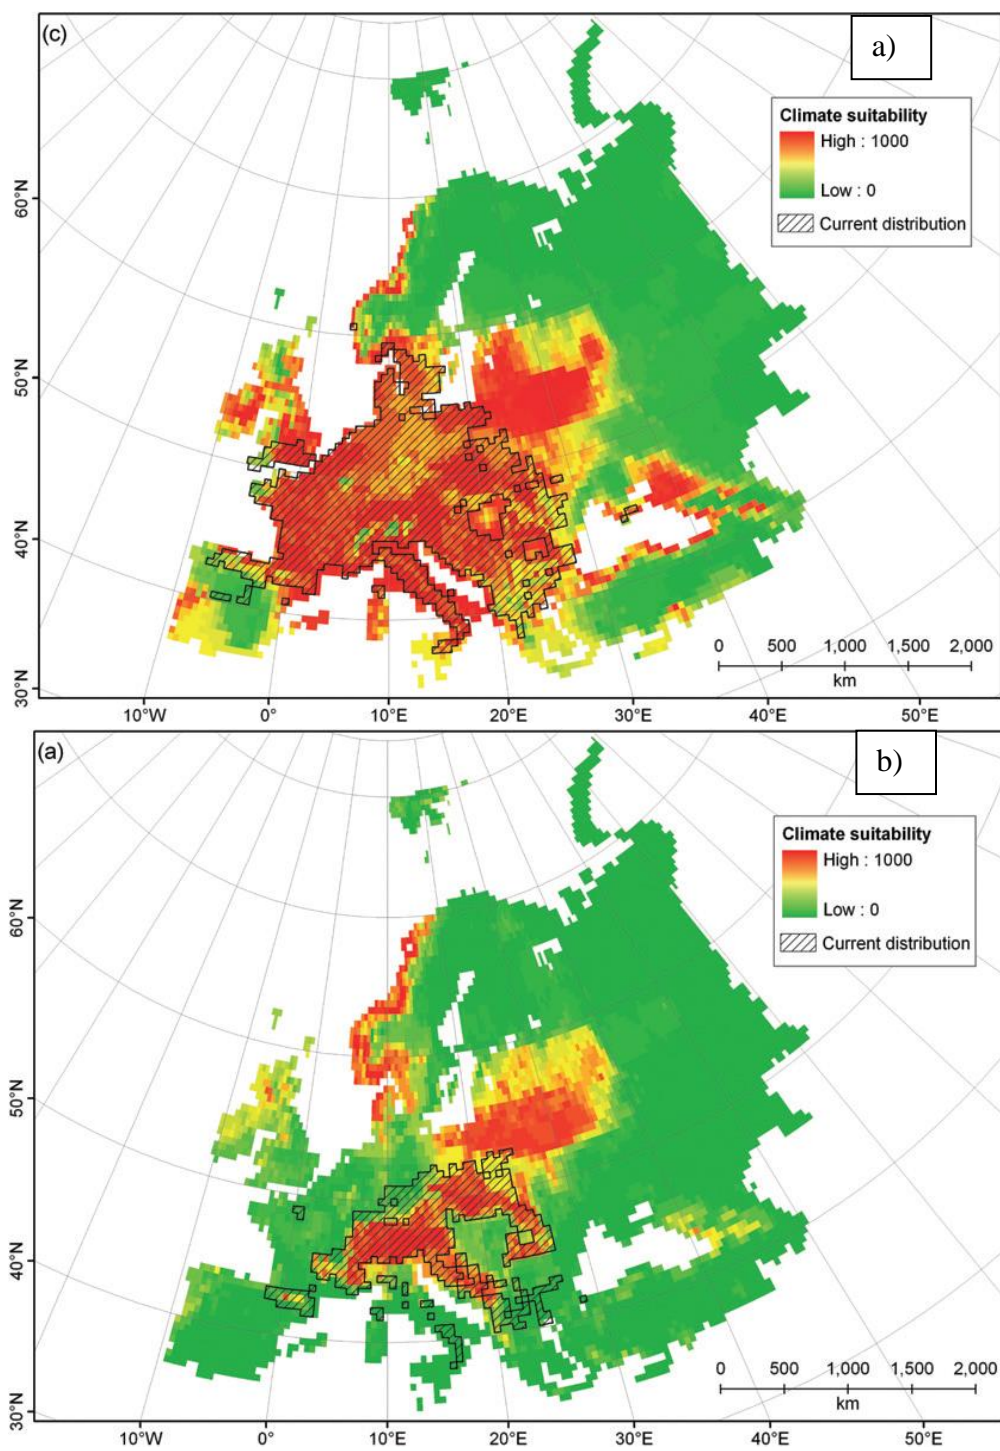 (c)
a)
Climate suitability
High : 1000
Low : 0
Current distribution
60°N
50°N
40°N
30°N
0 500 1,000 1,500 2,000
km
10°W 0° 10°E 20°E 30°E 40°E 50°E
(a)
b)
Climate suitability
High : 1000
Low : 0
Current distribution
60°N
50°N
40°N
30°N
0 500 1,000 1,500 2,000
km
10°W 0° 10°E 20°E 30°E 40°E 50°E